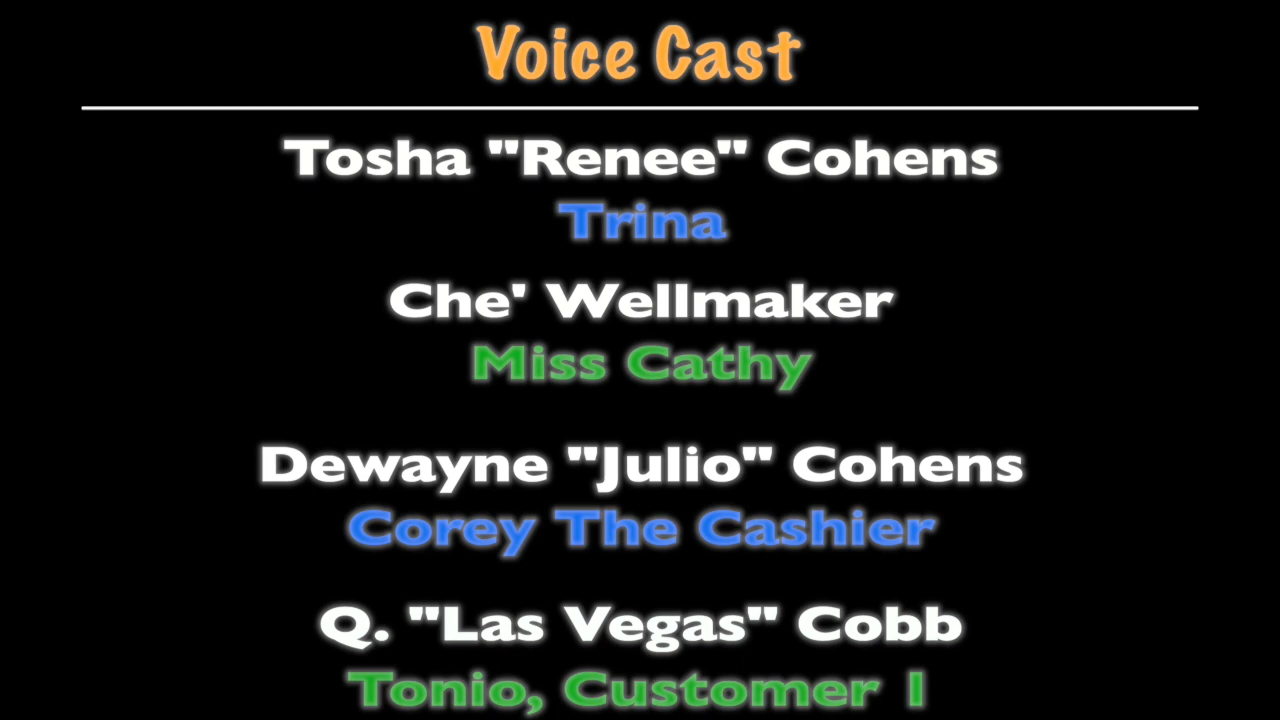 Voice Cast
Tosha "Renee" Cohens
Trina
Che' Wellmaker
Miss Cathy
Dewayne "Julio" Cohens
Corey The Cashier
Q. "Las Vegas" Cobb
Tonio, Customer 1